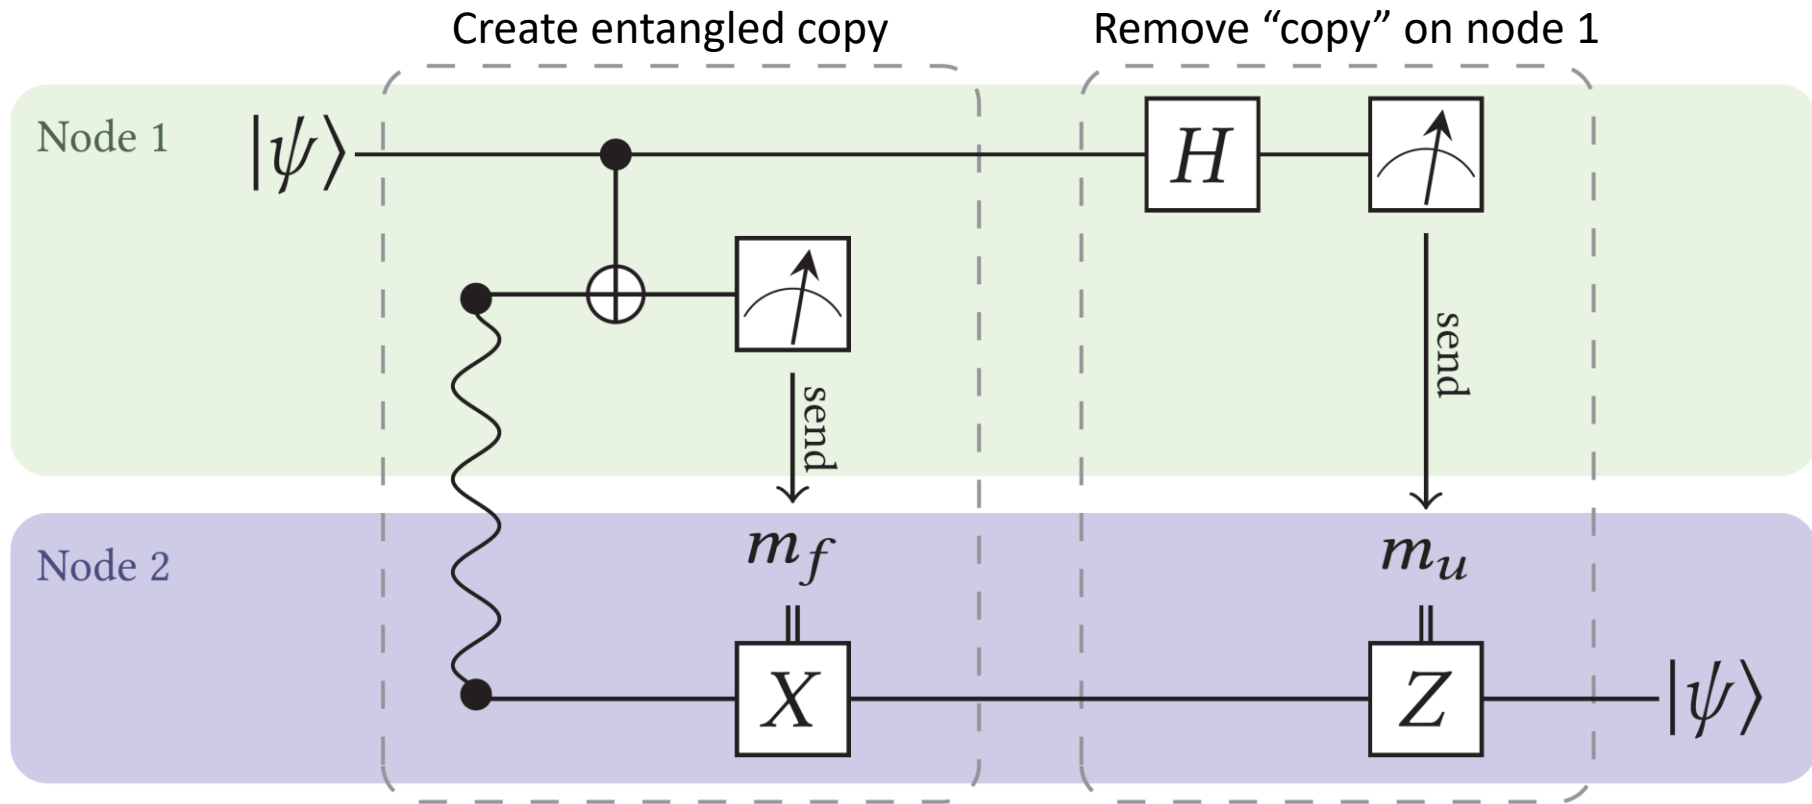 Create entangled copy
Remove “copy” on node 1
Node 1
|ψ⟩
H
send
send
Node 2
m_f
m_u
X
Z
|ψ⟩